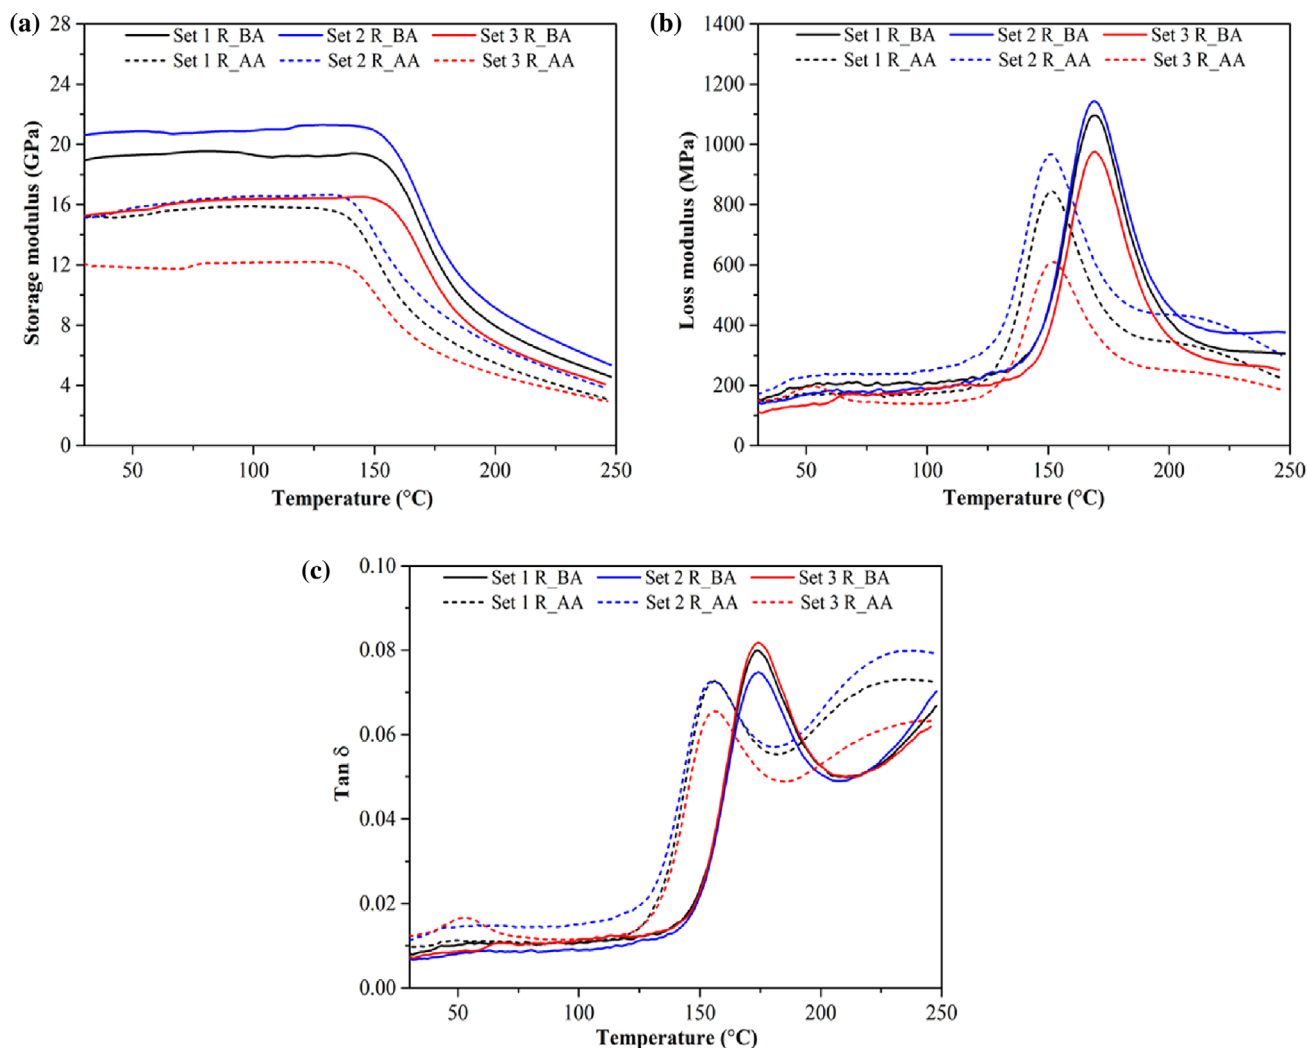 (a)
28
24
20
16
12
8
4
0
Storage modulus (GPa)
Set 1 R_BA Set 2 R_BA Set 3 R_BA
Set 1 R_AA Set 2 R_AA Set 3 R_AA
50 100 150 200 250
Temperature (°C)
(b)
1400
1200
1000
800
600
400
200
0
Loss modulus (MPa)
Set 1 R_BA Set 2 R_BA Set 3 R_BA
Set 1 R_AA Set 2 R_AA Set 3 R_AA
50 100 150 200 250
Temperature (°C)
(c)
0.10
0.08
0.06
0.04
0.02
0.00
Tan δ
Set 1 R_BA Set 2 R_BA Set 3 R_BA
Set 1 R_AA Set 2 R_AA Set 3 R_AA
50 100 150 200 250
Temperature (°C)